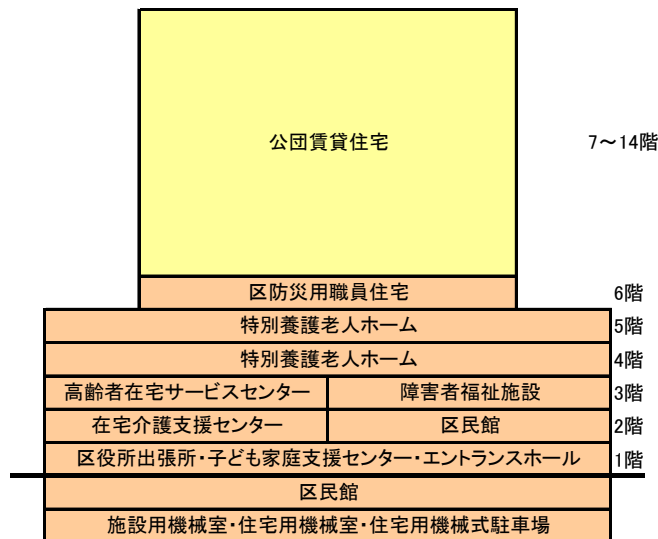 公団賃貸住宅 7～14階
区防災用職員住宅 6階
特別養護老人ホーム 5階
特別養護老人ホーム 4階
高齢者在宅サービスセンター 障害者福祉施設 3階
在宅介護支援センター 区民館 2階
区役所出張所・子ども家庭支援センター・エントランスホール 1階
区民館
施設用機械室・住宅用機械室・住宅用機械式駐車場